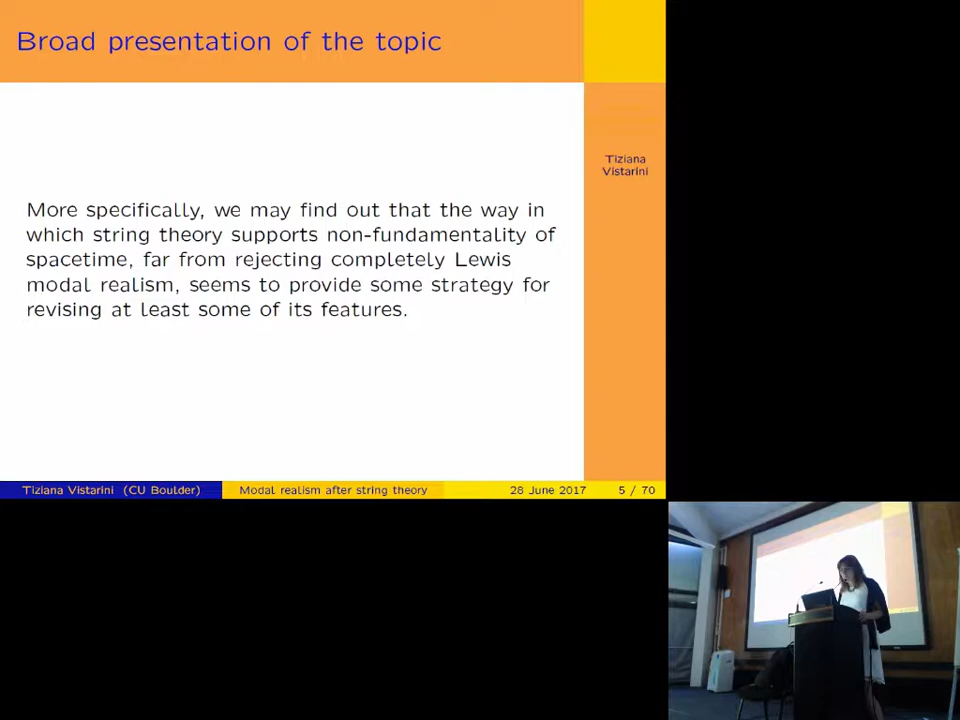 Broad presentation of the topic
Tiziana
Vistarini
More specifically, we may find out that the way in
which string theory supports non-fundamentality of
spacetime, far from rejecting completely Lewis
modal realism, seems to provide some strategy for
revising at least some of its features.
Tiziana Vistarini (CU Boulder) Modal realism after string theory 28 June 2017 5 / 70